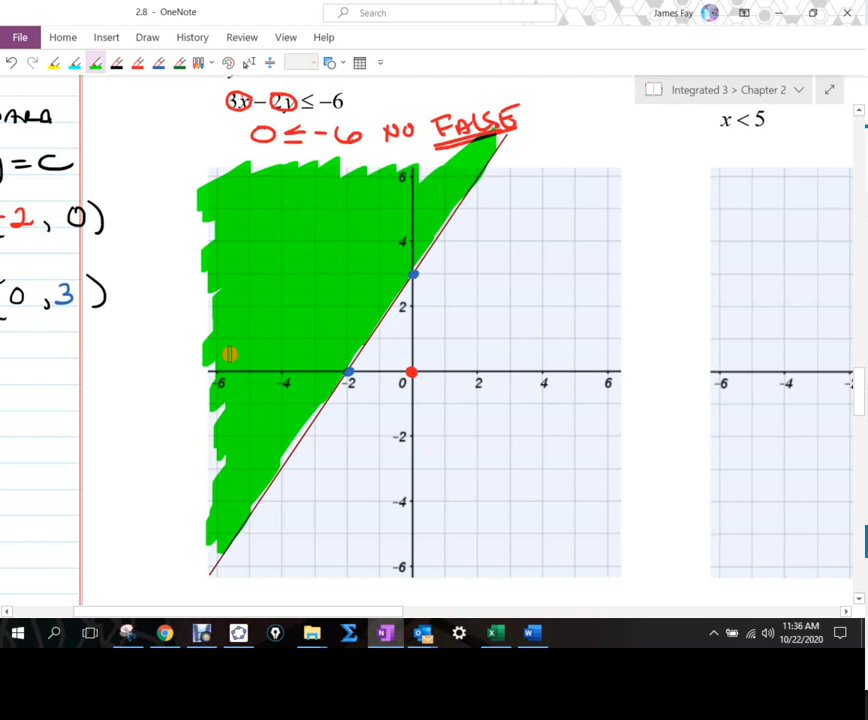 2.8 - OneNote
Search
James Fay
File Home Insert Draw History Review View Help
Integrated 3 > Chapter 2
3x − 2y ≤ −6
0 ≤ -6 NO FALSE
x < 5
= C
-2, 0)
(0, 3)
6
4
2
-6 -4 -2 0 2 4 6
-2
-4
-6
-6 -4 -2
11:36 AM
10/22/2020